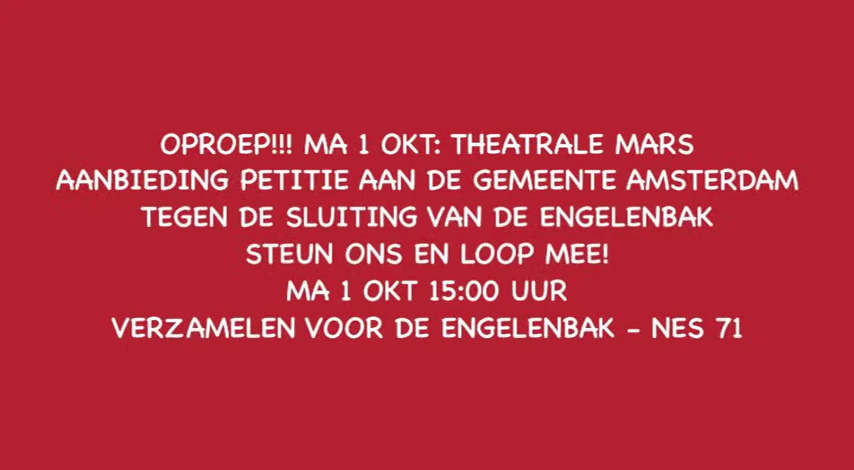 OPROEP!!! MA 1 OKT: THEATRALE MARS
AANBIEDING PETITIE AAN DE GEMEENTE AMSTERDAM
TEGEN DE SLUITING VAN DE ENGELENBAK
STEUN ONS EN LOOP MEE!
MA 1 OKT 15:00 UUR
VERZAMELEN VOOR DE ENGELENBAK - NES 71